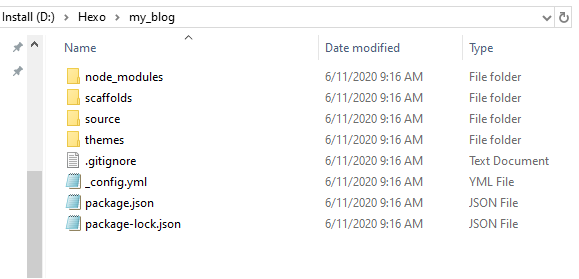 Install (D:) > Hexo > my_blog
Name Date modified Type
node_modules 6/11/2020 9:16 AM File folder
scaffolds 6/11/2020 9:16 AM File folder
source 6/11/2020 9:16 AM File folder
themes 6/11/2020 9:16 AM File folder
.gitignore 6/11/2020 9:16 AM Text Document
_config.yml 6/11/2020 9:16 AM YML File
package.json 6/11/2020 9:16 AM JSON File
package-lock.json 6/11/2020 9:16 AM JSON File